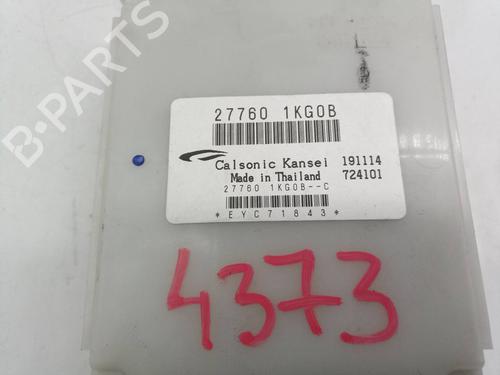 B-PARTS
27760 1KG0B
Calsonic Kansei 191114
Made in Thailand 724101
27760 1KG0B--C
*EYC71843*
4373